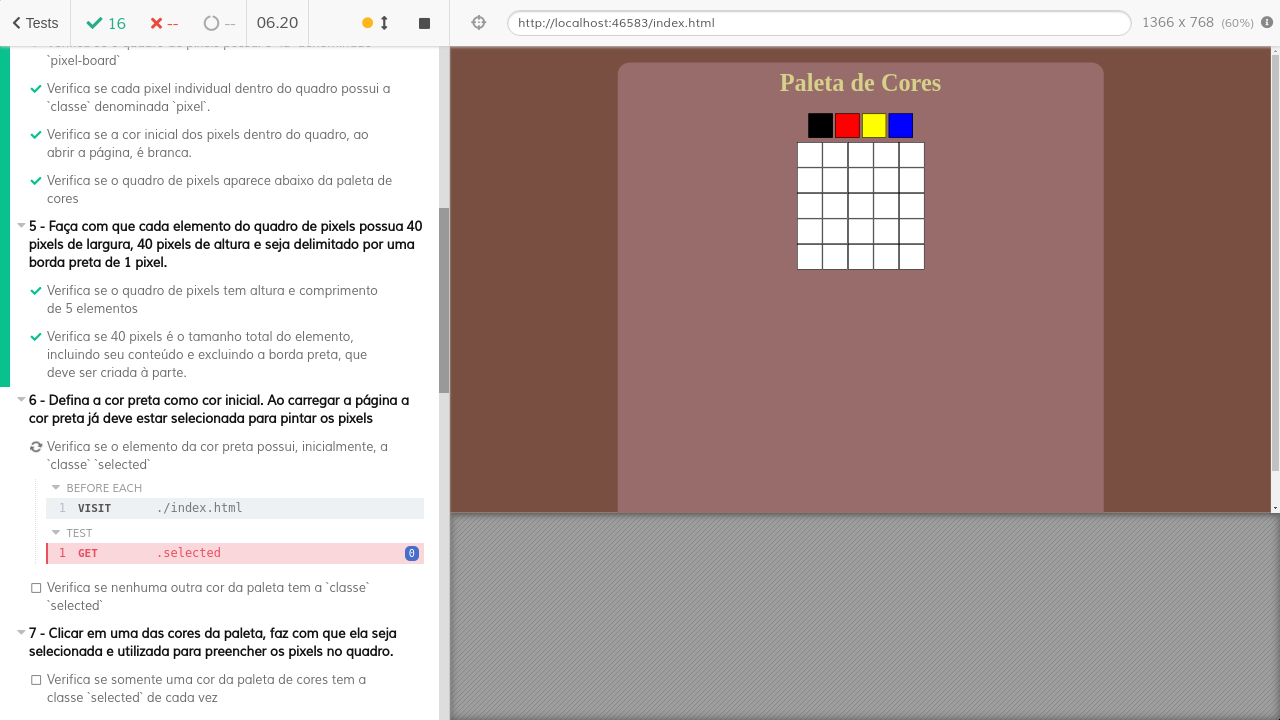 Tests
16
--
--
06.20
http://localhost:46583/index.html
1366 x 768 (60%)
`pixel-board`
Verifica se cada pixel individual dentro do quadro possui a
`classe` denominada `pixel`.
Verifica se a cor inicial dos pixels dentro do quadro, ao
abrir a página, é branca.
Verifica se o quadro de pixels aparece abaixo da paleta de
cores
5 - Faça com que cada elemento do quadro de pixels possua 40
pixels de largura, 40 pixels de altura e seja delimitado por uma
borda preta de 1 pixel.
Verifica se o quadro de pixels tem altura e comprimento
de 5 elementos
Verifica se 40 pixels é o tamanho total do elemento,
incluindo seu conteúdo e excluindo a borda preta, que
deve ser criada à parte.
6 - Defina a cor preta como cor inicial. Ao carregar a página a
cor preta já deve estar selecionada para pintar os pixels
Verifica se o elemento da cor preta possui, inicialmente, a
`classe` `selected`
BEFORE EACH
1 VISIT ./index.html
TEST
1 GET .selected 0
Verifica se nenhuma outra cor da paleta tem a `classe`
`selected`
7 - Clicar em uma das cores da paleta, faz com que ela seja
selecionada e utilizada para preencher os pixels no quadro.
Verifica se somente uma cor da paleta de cores tem a
classe `selected` de cada vez
Paleta de Cores